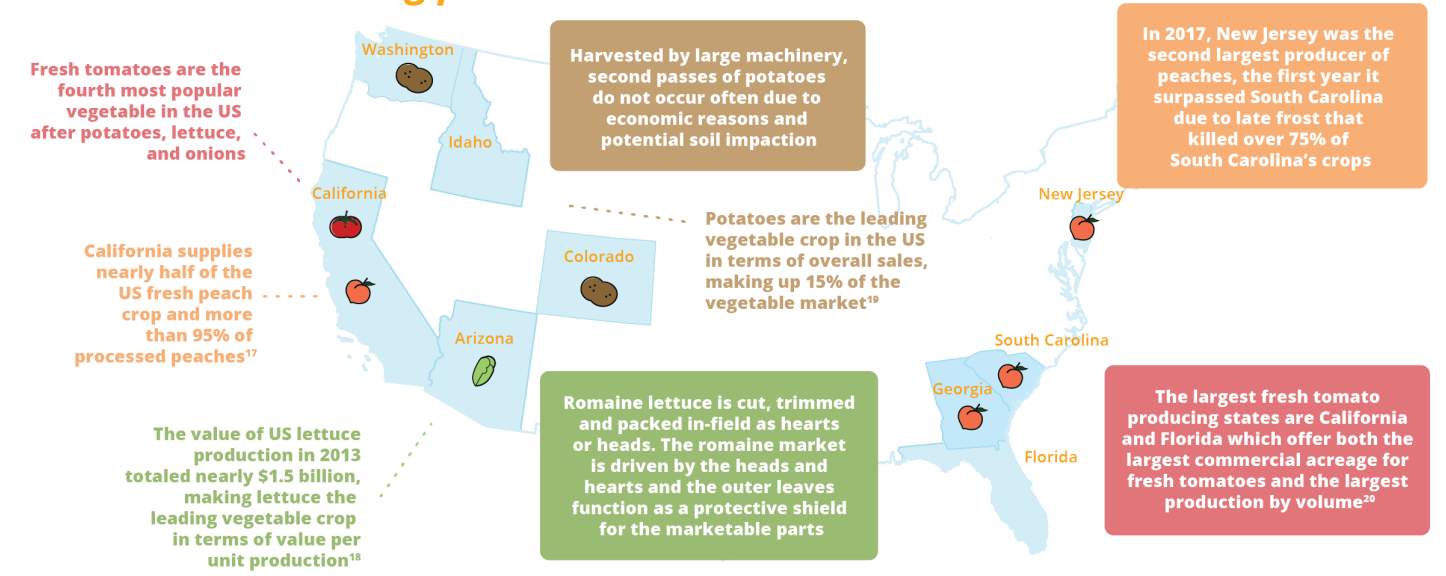 Washington
Idaho
California
Colorado
Arizona
New Jersey
South Carolina
Georgia
Florida
Fresh tomatoes are the
fourth most popular
vegetable in the US
after potatoes, lettuce,
and onions
California supplies
nearly half of the
US fresh peach
crop and more
than 95% of
processed peaches¹⁷
The value of US lettuce
production in 2013
totaled nearly $1.5 billion,
making lettuce the
leading vegetable crop
in terms of value per
unit production¹⁸
Harvested by large machinery,
second passes of potatoes
do not occur often due to
economic reasons and
potential soil impaction
Potatoes are the leading
vegetable crop in the US
in terms of overall sales,
making up 15% of the
vegetable market¹⁹
Romaine lettuce is cut, trimmed
and packed in-field as hearts
or heads. The romaine market
is driven by the heads and
hearts and the outer leaves
function as a protective shield
for the marketable parts
In 2017, New Jersey was the
second largest producer of
peaches, the first year it
surpassed South Carolina
due to late frost that
killed over 75% of
South Carolina's crops
The largest fresh tomato
producing states are California
and Florida which offer both the
largest commercial acreage for
fresh tomatoes and the largest
production by volume²⁰